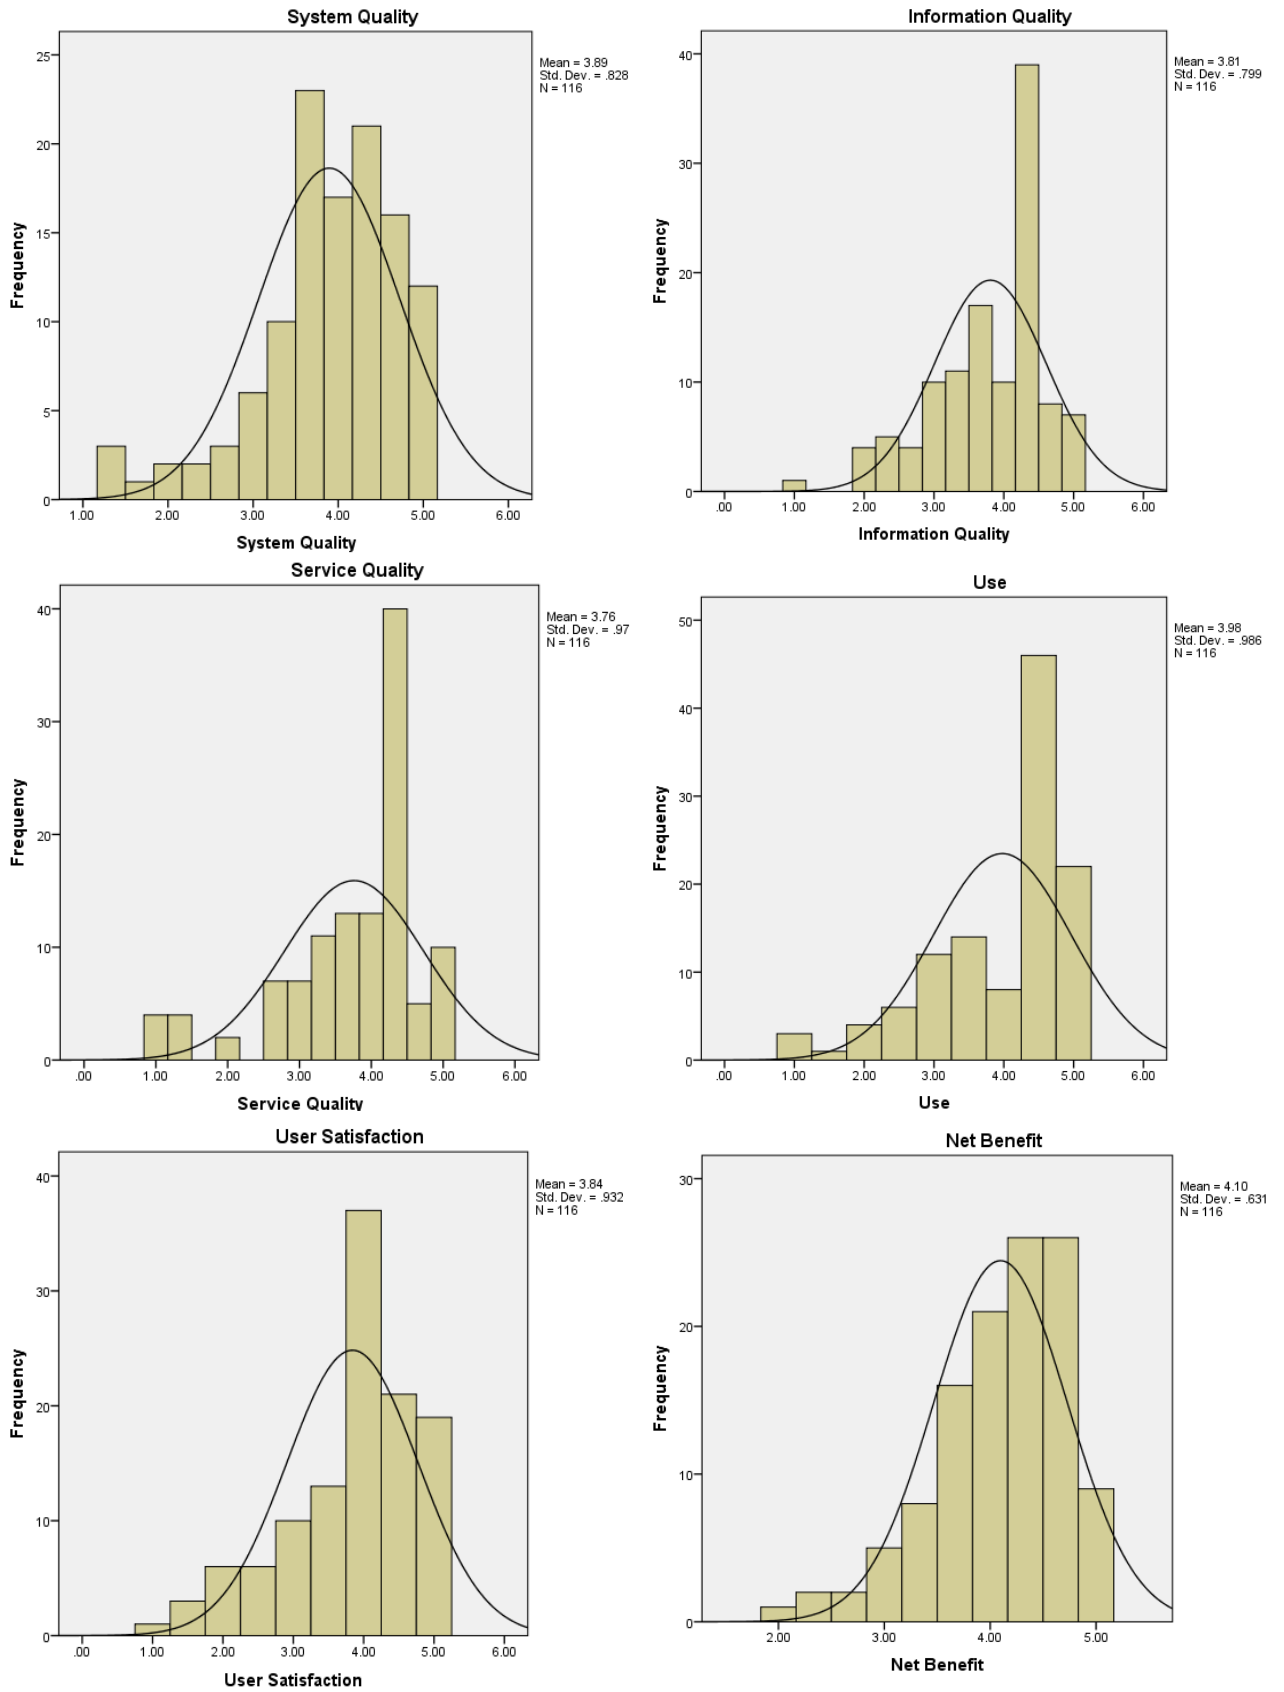 System Quality
Mean = 3.89
Std. Dev. = .828
N = 116
Frequency
25
20
15
10
5
0
1.00 2.00 3.00 4.00 5.00 6.00
System Quality
Information Quality
Mean = 3.81
Std. Dev. = .799
N = 116
Frequency
40
30
20
10
0
.00 1.00 2.00 3.00 4.00 5.00 6.00
Information Quality
Service Quality
Mean = 3.76
Std. Dev. = .97
N = 116
Frequency
40
30
20
10
0
.00 1.00 2.00 3.00 4.00 5.00 6.00
Service Quality
Use
Mean = 3.98
Std. Dev. = .986
N = 116
Frequency
50
40
30
20
10
0
.00 1.00 2.00 3.00 4.00 5.00 6.00
Use
User Satisfaction
Mean = 3.84
Std. Dev. = .932
N = 116
Frequency
40
30
20
10
0
.00 1.00 2.00 3.00 4.00 5.00 6.00
User Satisfaction
Net Benefit
Mean = 4.10
Std. Dev. = .631
N = 116
Frequency
30
20
10
0
2.00 3.00 4.00 5.00
Net Benefit